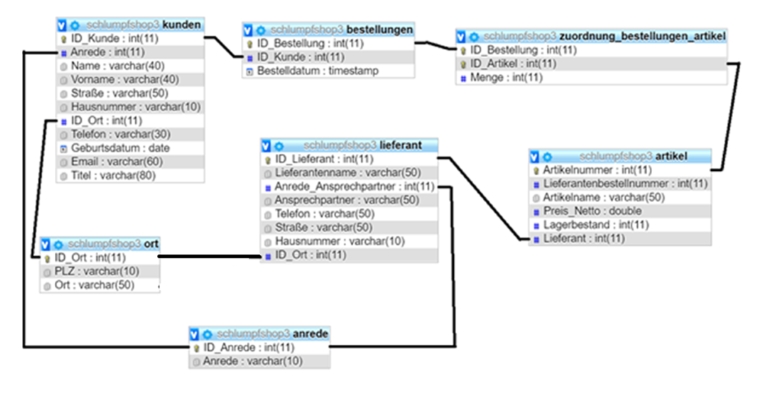 schlumpfshop3 kunden
ID_Kunde : int(11)
Anrede : int(11)
Name : varchar(40)
Vorname : varchar(40)
Straße : varchar(50)
Hausnummer : varchar(10)
ID_Ort : int(11)
Telefon : varchar(30)
Geburtsdatum : date
Email : varchar(60)
Titel : varchar(80)
schlumpfshop3 bestellungen
ID_Bestellung : int(11)
ID_Kunde : int(11)
Bestelldatum : timestamp
schlumpfshop3 zuordnung_bestellungen_artikel
ID_Bestellung : int(11)
ID_Artikel : int(11)
Menge : int(11)
schlumpfshop3 lieferant
ID_Lieferant : int(11)
Lieferantenname : varchar(50)
Anrede_Ansprechpartner : int(11)
Ansprechpartner : varchar(50)
Telefon : varchar(50)
Straße : varchar(50)
Hausnummer : varchar(10)
ID_Ort : int(11)
schlumpfshop3 artikel
Artikelnummer : int(11)
Lieferantenbestellnummer : int(11)
Artikelname : varchar(50)
Preis_Netto : double
Lagerbestand : int(11)
Lieferant : int(11)
schlumpfshop3 ort
ID_Ort : int(11)
PLZ : varchar(10)
Ort : varchar(50)
schlumpfshop3 anrede
ID_Anrede : int(11)
Anrede : varchar(10)